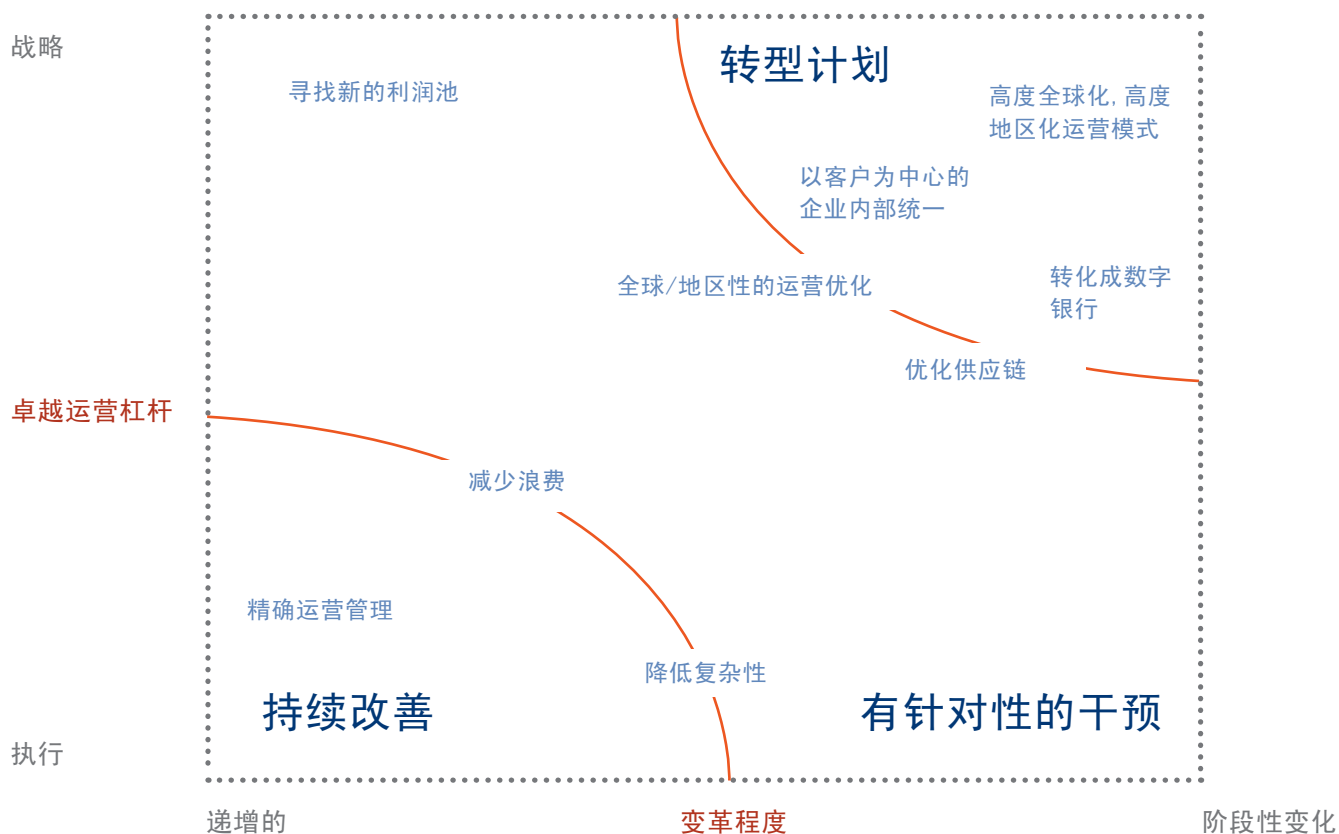 战略
转型计划
寻找新的利润池
高度全球化, 高度
地区化运营模式
以客户为中心的
企业内部统一
全球/地区性的运营优化
转化成数字
银行
优化供应链
卓越运营杠杆
减少浪费
精确运营管理
降低复杂性
持续改善
有针对性的干预
执行
递增的
变革程度
阶段性变化